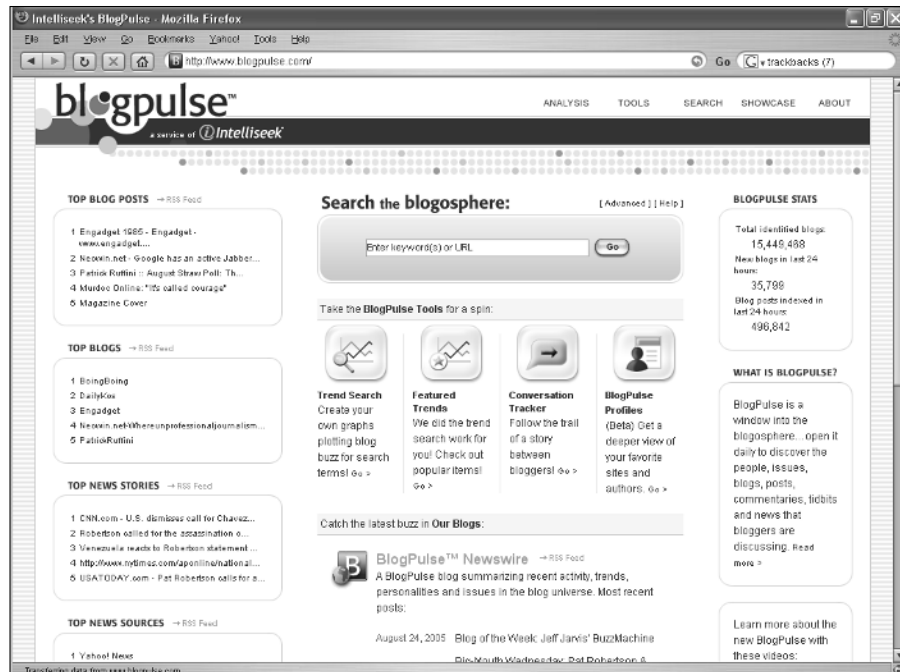 Intelliseek's BlogPulse - Mozilla Firefox
File Edit View Go Bookmarks Yahoo! Tools Help
http://www.blogpulse.com/
Go
trackbacks (7)
blogpulse™
a service of Intelliseek
ANALYSIS TOOLS SEARCH SHOWCASE ABOUT
TOP BLOG POSTS → RSS Feed
1 Engadget 1985 - Engadget -
www.engadget....
2 Neowin.net - Google has an active Jabber...
3 Patrick Ruffini :: August Straw Poll: Th...
4 Murdoc Online: "It's called courage"
5 Magazine Cover
TOP BLOGS → RSS Feed
1 BoingBoing
2 DailyKos
3 Engadget
4 Neowin.net-Whereunprofessionaljournalism...
5 PatrickRuffini
TOP NEWS STORIES → RSS Feed
1 CNN.com - U.S. dismisses call for Chavez...
2 Robertson called for the assassination o...
3 Venezuela reacts to Robertson statement ...
4 http://www.nytimes.com/aponline/national...
5 USATODAY.com - Pat Robertson calls for a...
TOP NEWS SOURCES → RSS Feed
1 Yahoo! News
Search the blogosphere:
[ Advanced ] [ Help ]
Enter keyword(s) or URL
Go
Take the BlogPulse Tools for a spin:
Trend Search
Create your
own graphs
plotting blog
buzz for search
terms! Go >
Featured
Trends
We did the trend
search work for
you! Check out
popular items!
Go >
Conversation
Tracker
Follow the trail
of a story
between
bloggers! Go >
BlogPulse
Profiles
(Beta) Get a
deeper view of
your favorite
sites and
authors. Go >
Catch the latest buzz in Our Blogs:
BlogPulse™ Newswire → RSS Feed
A BlogPulse blog summarizing recent activity, trends,
personalities and issues in the blog universe. Most recent
posts:
August 24, 2005 Blog of the Week: Jeff Jarvis' BuzzMachine
Big-Mouth Wednesday: Pat Robertson &
BLOGPULSE STATS
Total identified blogs:
15,449,488
New blogs in last 24
hours:
35,799
Blog posts indexed in
last 24 hours:
496,842
WHAT IS BLOGPULSE?
BlogPulse is a
window into the
blogosphere...open it
daily to discover the
people, issues,
blogs, posts,
commentaries, tidbits
and news that
bloggers are
discussing. Read
more >
Learn more about the
new BlogPulse with
these videos:
Transferring data from www.blogpulse.com...